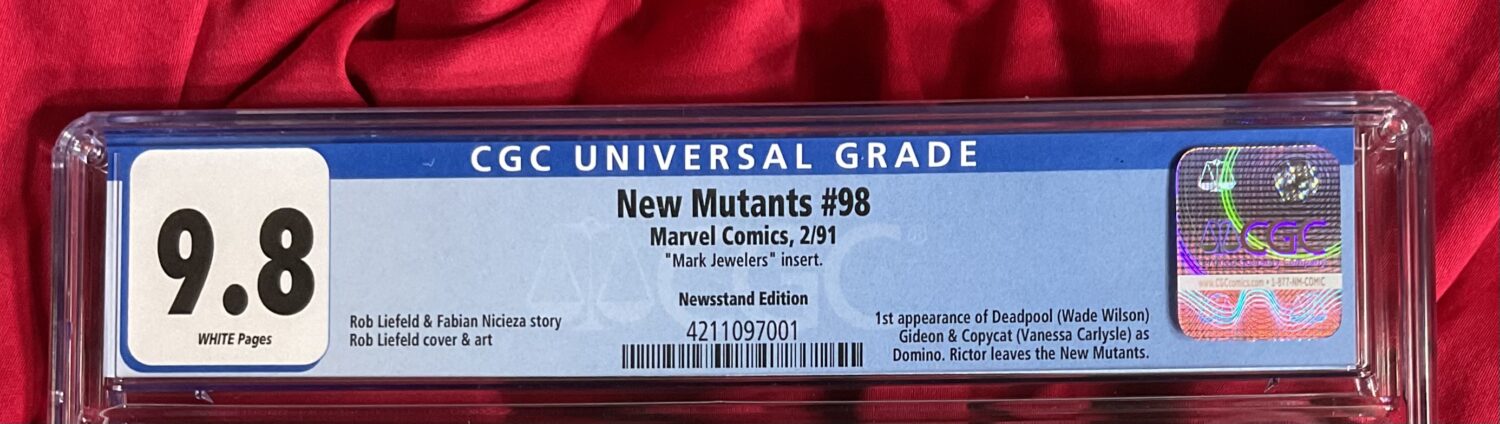 CGC UNIVERSAL GRADE
9.8
WHITE Pages
New Mutants #98
Marvel Comics, 2/91
"Mark Jewelers" insert.
Newsstand Edition
4211097001
Rob Liefeld & Fabian Nicieza story
Rob Liefeld cover & art
1st appearance of Deadpool (Wade Wilson)
Gideon & Copycat (Vanessa Carlysle) as
Domino. Rictor leaves the New Mutants.
CGC
www.CGCcomics.com • 1-877-NM-COMIC
CGC